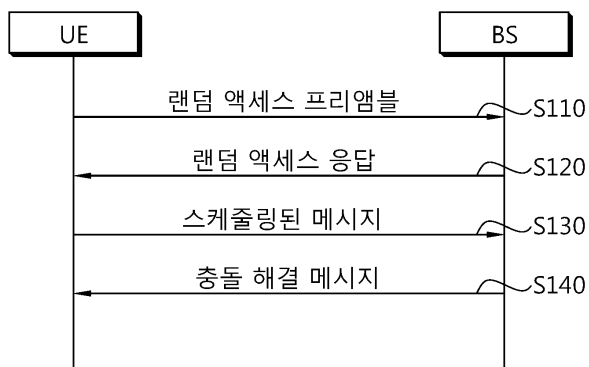 UE BS
랜덤 액세스 프리앰블 S110
랜덤 액세스 응답 S120
스케줄링된 메시지 S130
충돌 해결 메시지 S140